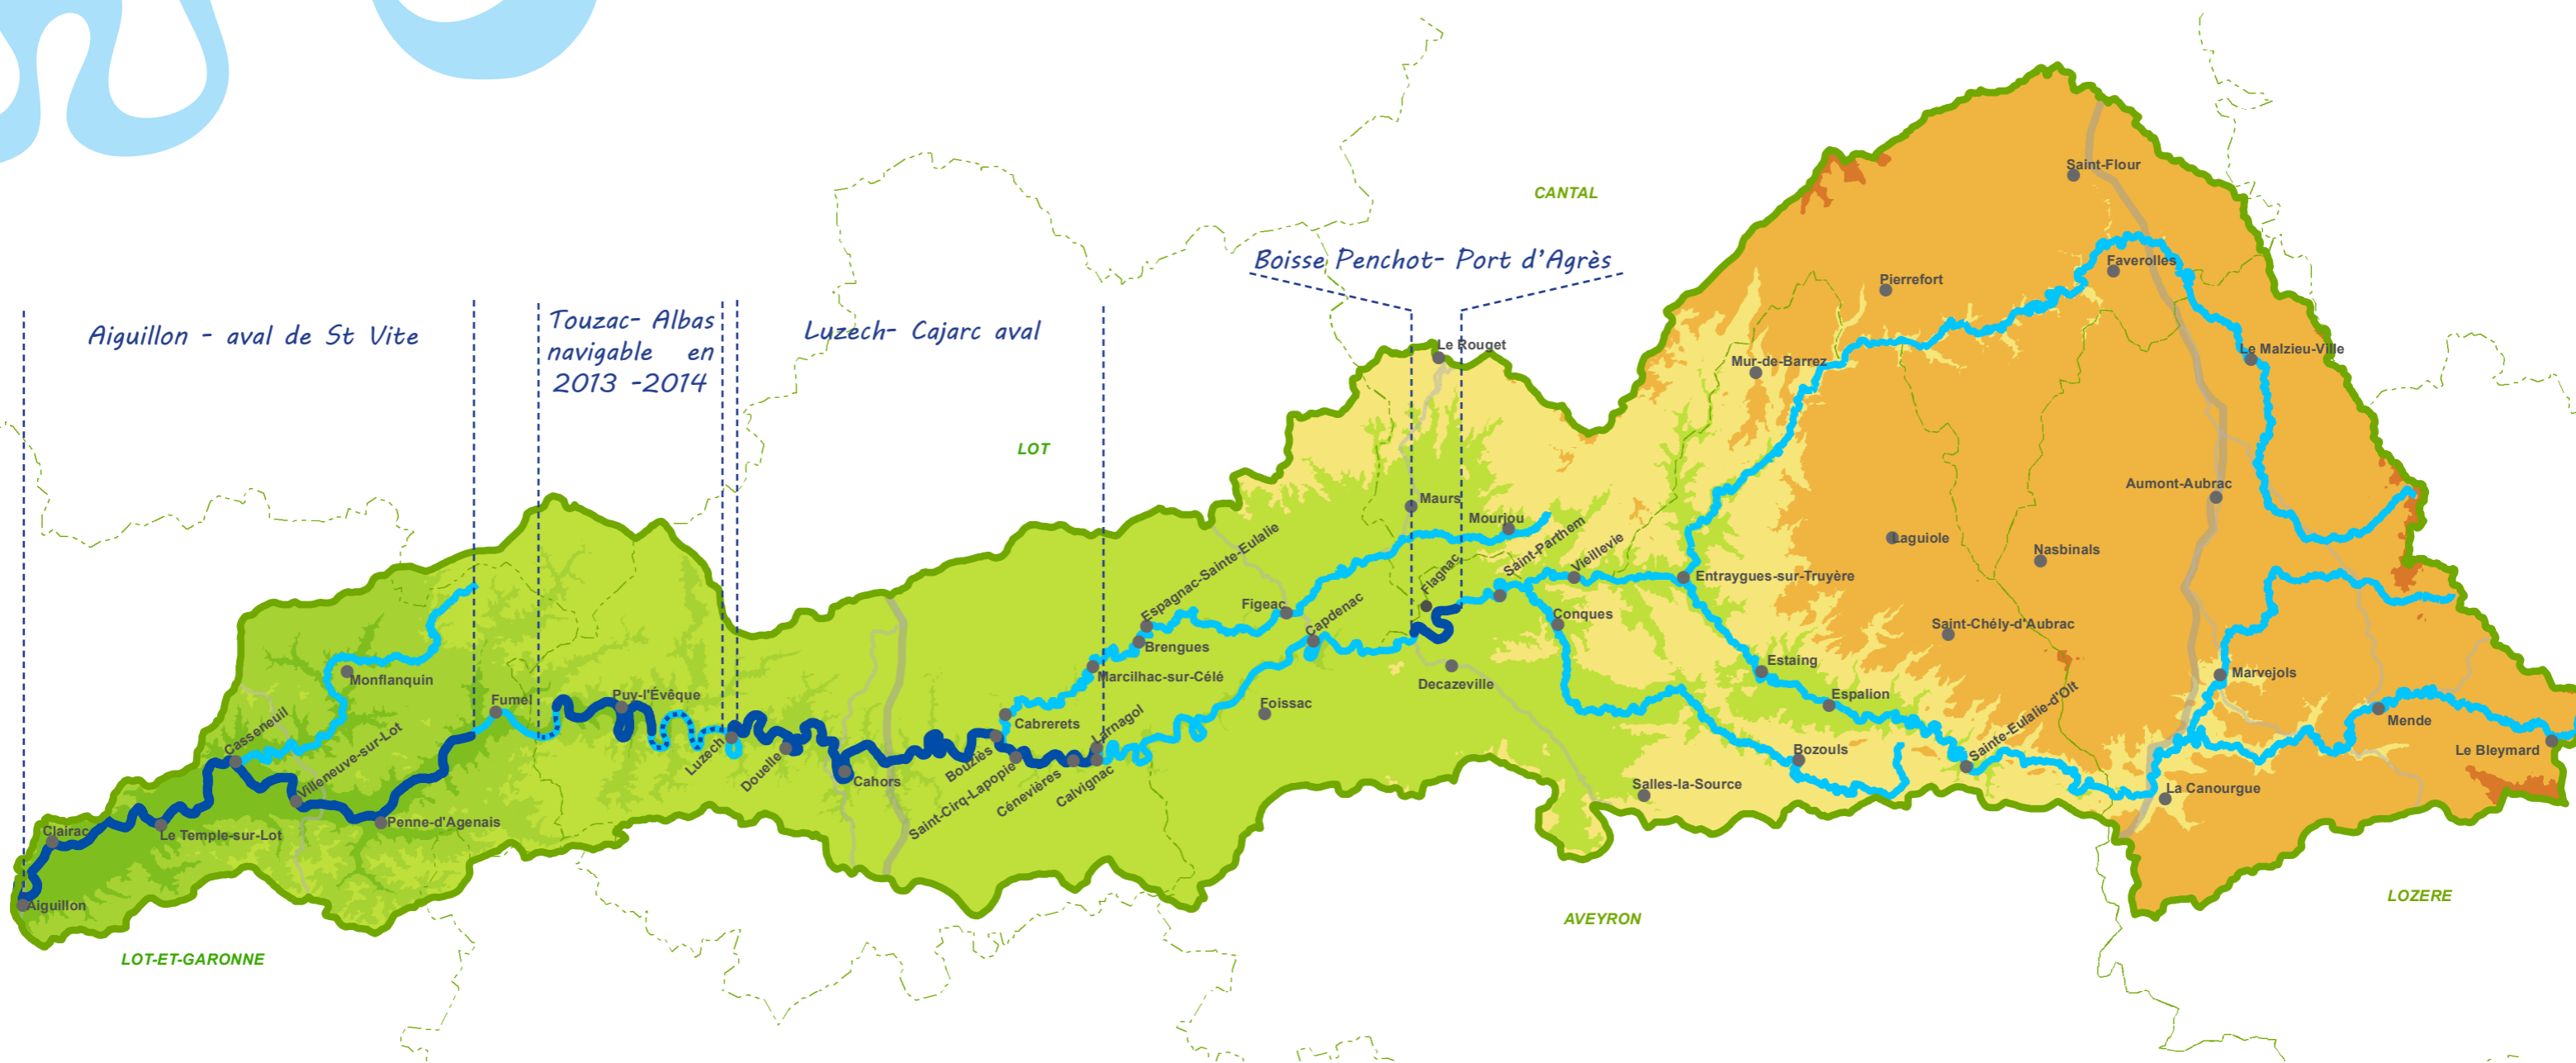 CANTAL
Saint-Flour
Boisse Penchot- Port d'Agrès
Faverolles
Pierrefort
Aiguillon - aval de St Vite
Touzac- Albas
navigable en
2013 -2014
Luzech- Cajarc aval
Le Rouget
Mur-de-Barrez
Le Malzieu-Ville
LOT
Aumont-Aubrac
Maurs
Mouriou
Saint-Parthem
Vieillevie
Laguiole
Nasbinals
Espagnac-Sainte-Eulalie
Flagnac
Entraygues-sur-Truyère
Figeac
Capdenac
Conques
Saint-Chély-d'Aubrac
Brengues
Estaing
Marvejols
Monflanquin
Marcilhac-sur-Célé
Decazeville
Puy-l'Évêque
Fumel
Espalion
Foissac
Sainte-Eulalie-d'Olt
Mende
Casseneuil
Villeneuve-sur-Lot
Cabrerets
Larnagol
Luzech
Douelle
Bouziès
Bozouls
Le Bleymard
Cahors
Saint-Cirq-Lapopie
Cénevières
Calvignac
Salles-la-Source
La Canourgue
Penne-d'Agenais
Clairac
Le Temple-sur-Lot
Aiguillon
LOZERE
AVEYRON
LOT-ET-GARONNE